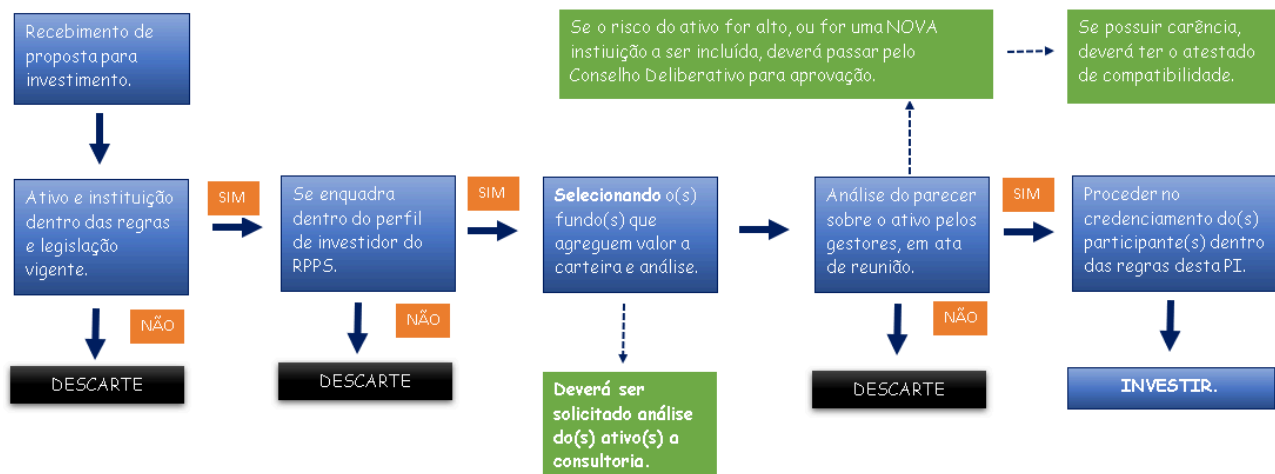 Recebimento de
proposta para
investimento.
Se o risco do ativo for alto, ou for uma NOVA
instiuição a ser incluída, deverá passar pelo
Conselho Deliberativo para aprovação.
Se possuir carência,
deverá ter o atestado
de compatibilidade.
Ativo e instituição
dentro das regras
e legislação
vigente.
SIM
Se enquadra
dentro do perfil
de investidor do
RPPS.
SIM
Selecionando o(s)
fundo(s) que
agreguem valor a
carteira e análise.
Análise do parecer
sobre o ativo pelos
gestores, em ata
de reunião.
SIM
Proceder no
credenciamento do(s)
participante(s) dentro
das regras desta PI.
NÃO
NÃO
NÃO
DESCARTE
DESCARTE
Deverá ser
solicitado análise
do(s) ativo(s) a
consultoria.
DESCARTE
INVESTIR.